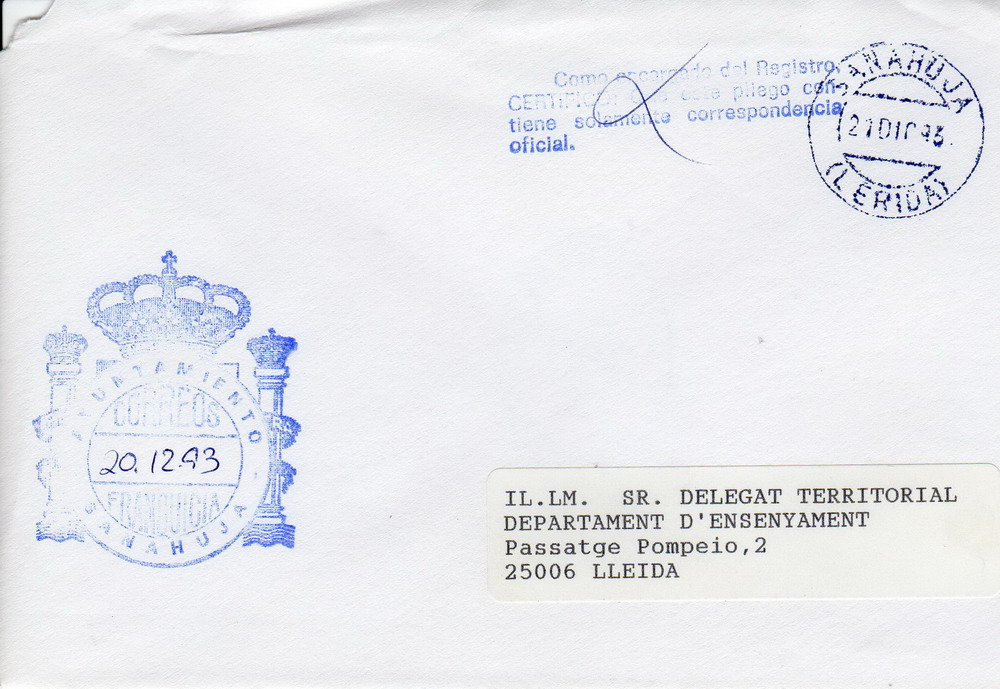 Como encargado del Registro,
CERTIFICO: Que este pliego con-
tiene solamente correspondencia
oficial.
SANAHUJA
21 DIC 93
(LERIDA)
AYUNTAMIENTO
CORREOS
20.12.93
FRANQUICIA
SANAHUJA
IL.LM. SR. DELEGAT TERRITORIAL
DEPARTAMENT D'ENSENYAMENT
Passatge Pompeio,2
25006 LLEIDA